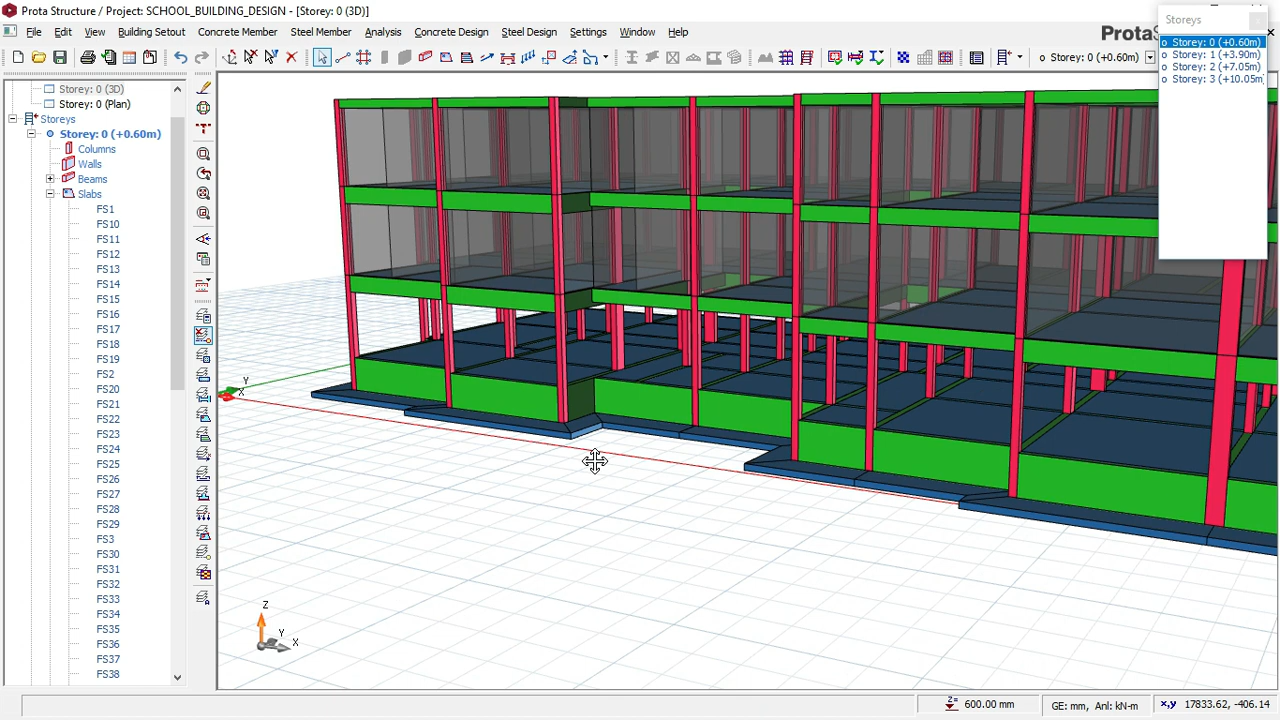 Prota Structure / Project: SCHOOL_BUILDING_DESIGN - [Storey: 0 (3D)]
File Edit View Building Setout Concrete Member Steel Member Analysis Concrete Design Steel Design Settings Window Help
Prota
Storeys
o Storey: 0 (+0.60m)
o Storey: 1 (+3.90m)
o Storey: 2 (+7.05m)
o Storey: 3 (+10.05m
o Storey: 0 (+0.60m)
Storey: 0 (3D)
Storey: 0 (Plan)
Storeys
Storey: 0 (+0.60m)
Columns
Walls
Beams
Slabs
FS1
FS10
FS11
FS12
FS13
FS14
FS15
FS16
FS17
FS18
FS19
FS2
FS20
FS21
FS22
FS23
FS24
FS25
FS26
FS27
FS28
FS29
FS3
FS30
FS31
FS32
FS33
FS34
FS35
FS36
FS37
FS38
Y
X
Z
Y
X
Z= 600.00 mm
GE: mm, Anl: kN-m
x,y 17833.62, -406.14